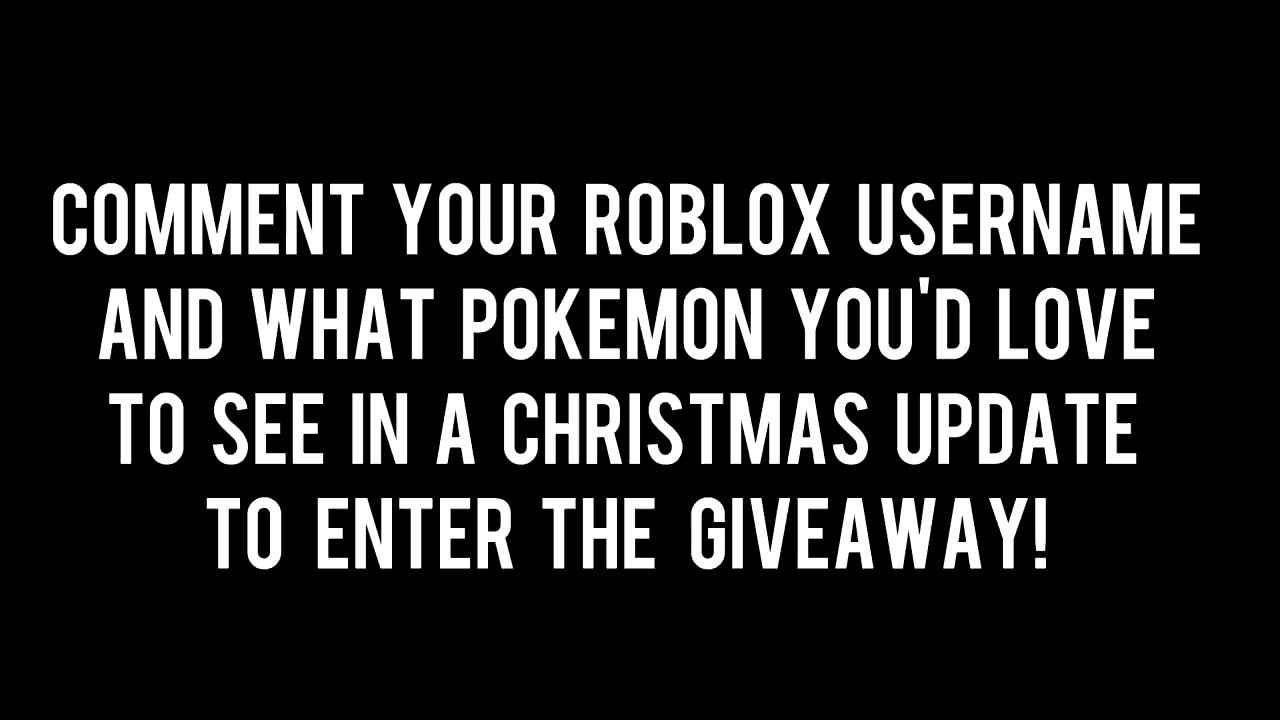 COMMENT YOUR ROBLOX USERNAME
AND WHAT POKEMON YOU'D LOVE
TO SEE IN A CHRISTMAS UPDATE
TO ENTER THE GIVEAWAY!